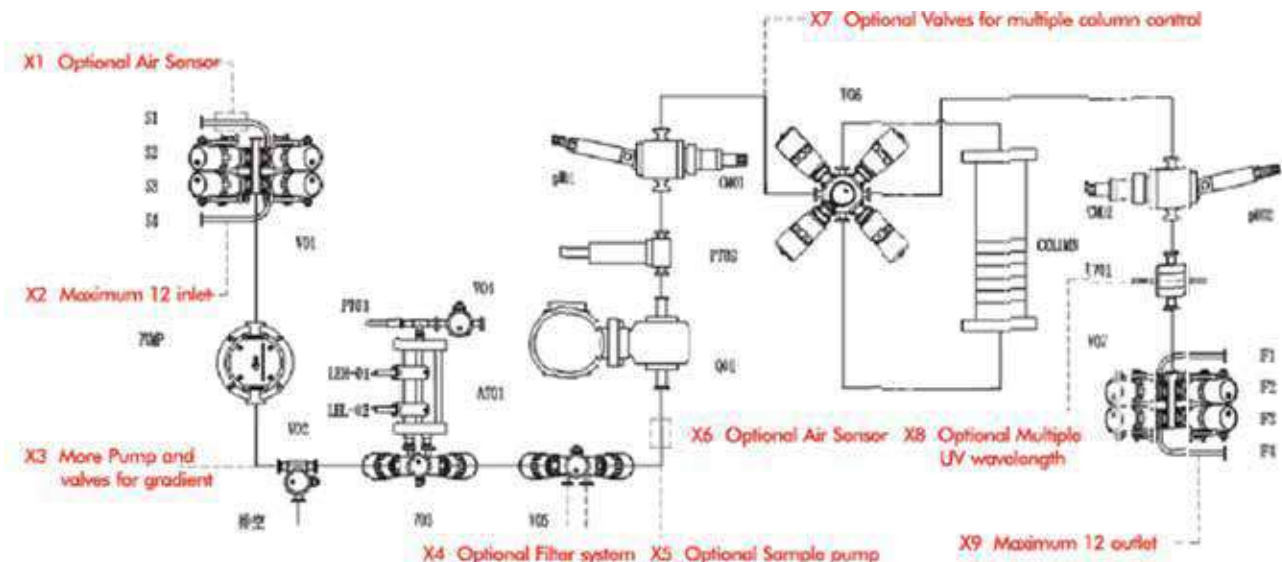 X7 Optional Valves for multiple column control
X1 Optional Air Sensor
S1
S2
S3
S4
V01
X2 Maximum 12 inlet
PUMP
V02
X3 More Pump and
valves for gradient
排空
PT01
V04
LEH-01
LEL-02
AT01
V03
V05
X4 Optional Filter system
X5 Optional Sample pump
pH01
CM01
PT02
Q01
X6 Optional Air Sensor
V06
COLUMN
X8 Optional Multiple
UV wavelength
CM02
pH02
UV01
V07
F1
F2
F3
F4
X9 Maximum 12 outlet